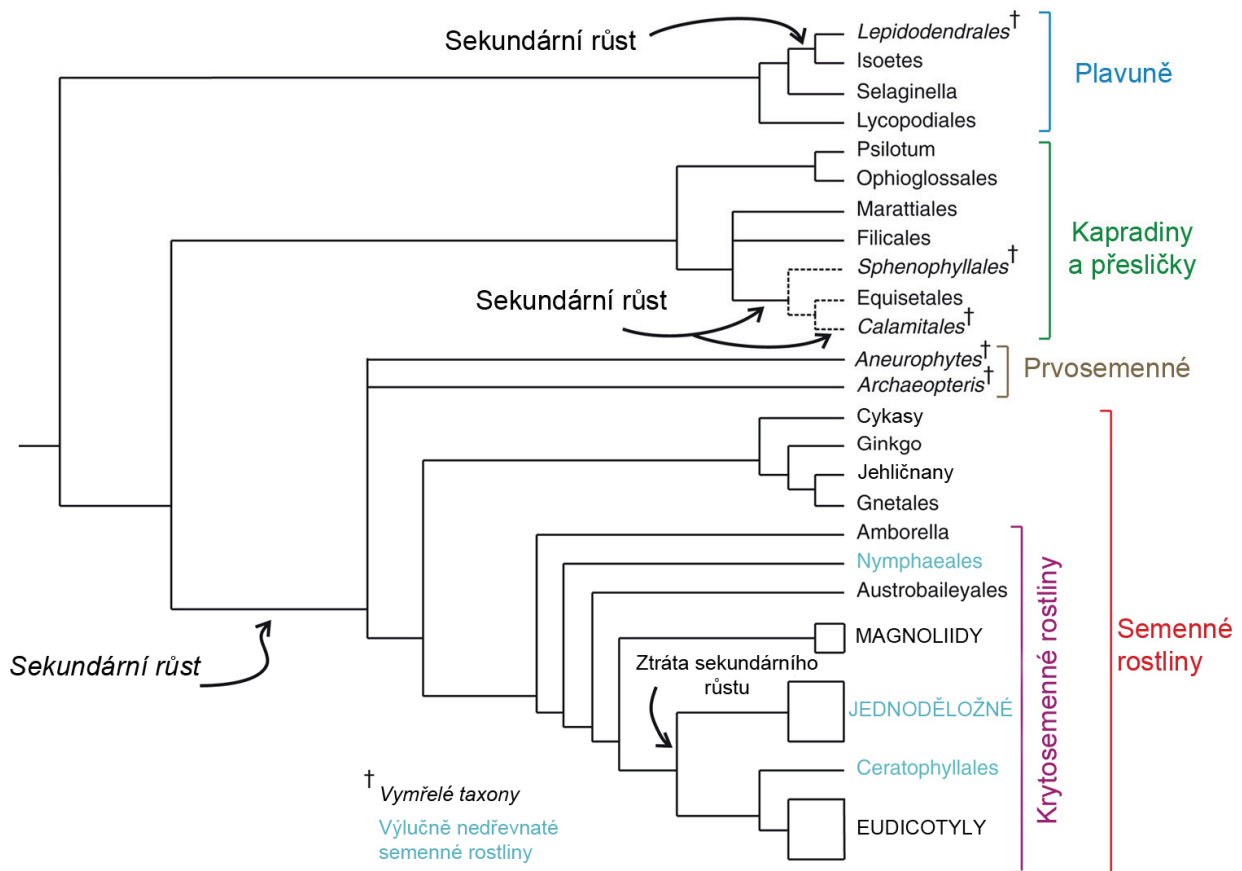 Sekundární růst
Lepidodendrales†
Isoetes
Selaginella
Lycopodiales
Plavuně
Psilotum
Ophioglossales
Marattiales
Filicales
Sphenophyllales†
Equisetales
Calamitales†
Kapradiny
a přesličky
Sekundární růst
Aneurophytes†
Archaeopteris†
Prvosemenné
Cykasy
Ginkgo
Jehličnany
Gnetales
Amborella
Nymphaeales
Austrobaileyales
MAGNOLIIDY
JEDNODĚLOŽNÉ
Ceratophyllales
EUDICOTYLY
Krytosemenné rostliny
Semenné
rostliny
Sekundární růst
Ztráta sekundárního
růstu
† Vymřelé taxony
Výlučně nedřevnaté
semenné rostliny